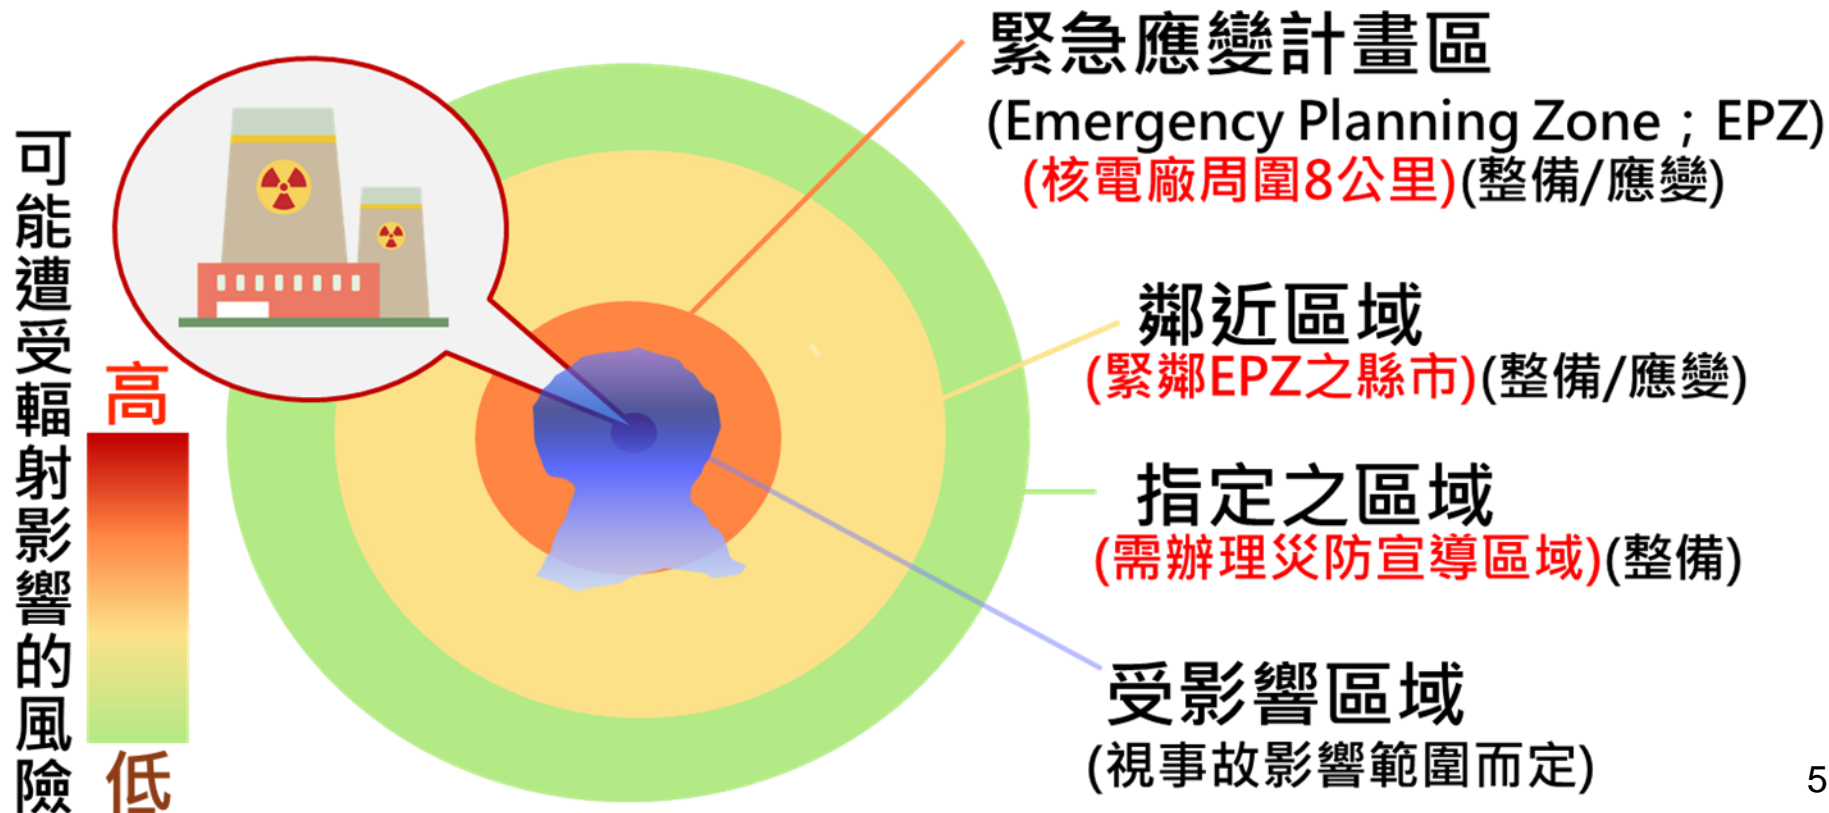 可能遭受輻射影響的風險
高
低
緊急應變計畫區
(Emergency Planning Zone；EPZ)
(核電廠周圍8公里)(整備/應變)
鄰近區域
(緊鄰EPZ之縣市)(整備/應變)
指定之區域
(需辦理災防宣導區域)(整備)
受影響區域
(視事故影響範圍而定)
5